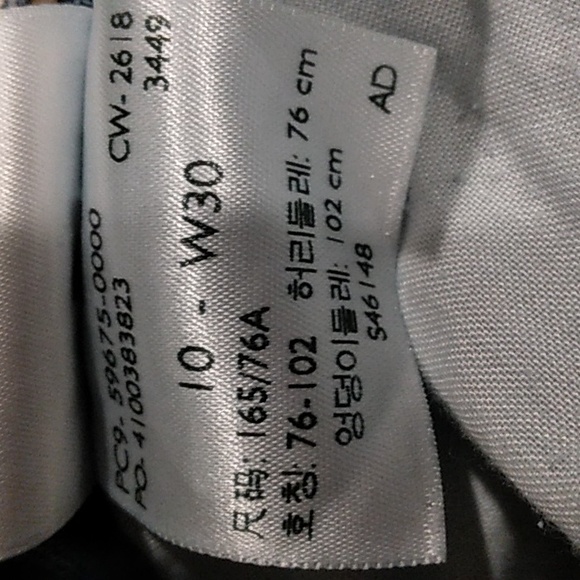 PC9- 59675-0000 CW- 2618
PO- 4100383823 3449
10 - W30
尺码: 165/76A
호칭: 76-102 허리둘레: 76 cm
엉덩이둘레: 102 cm
S46148
AD